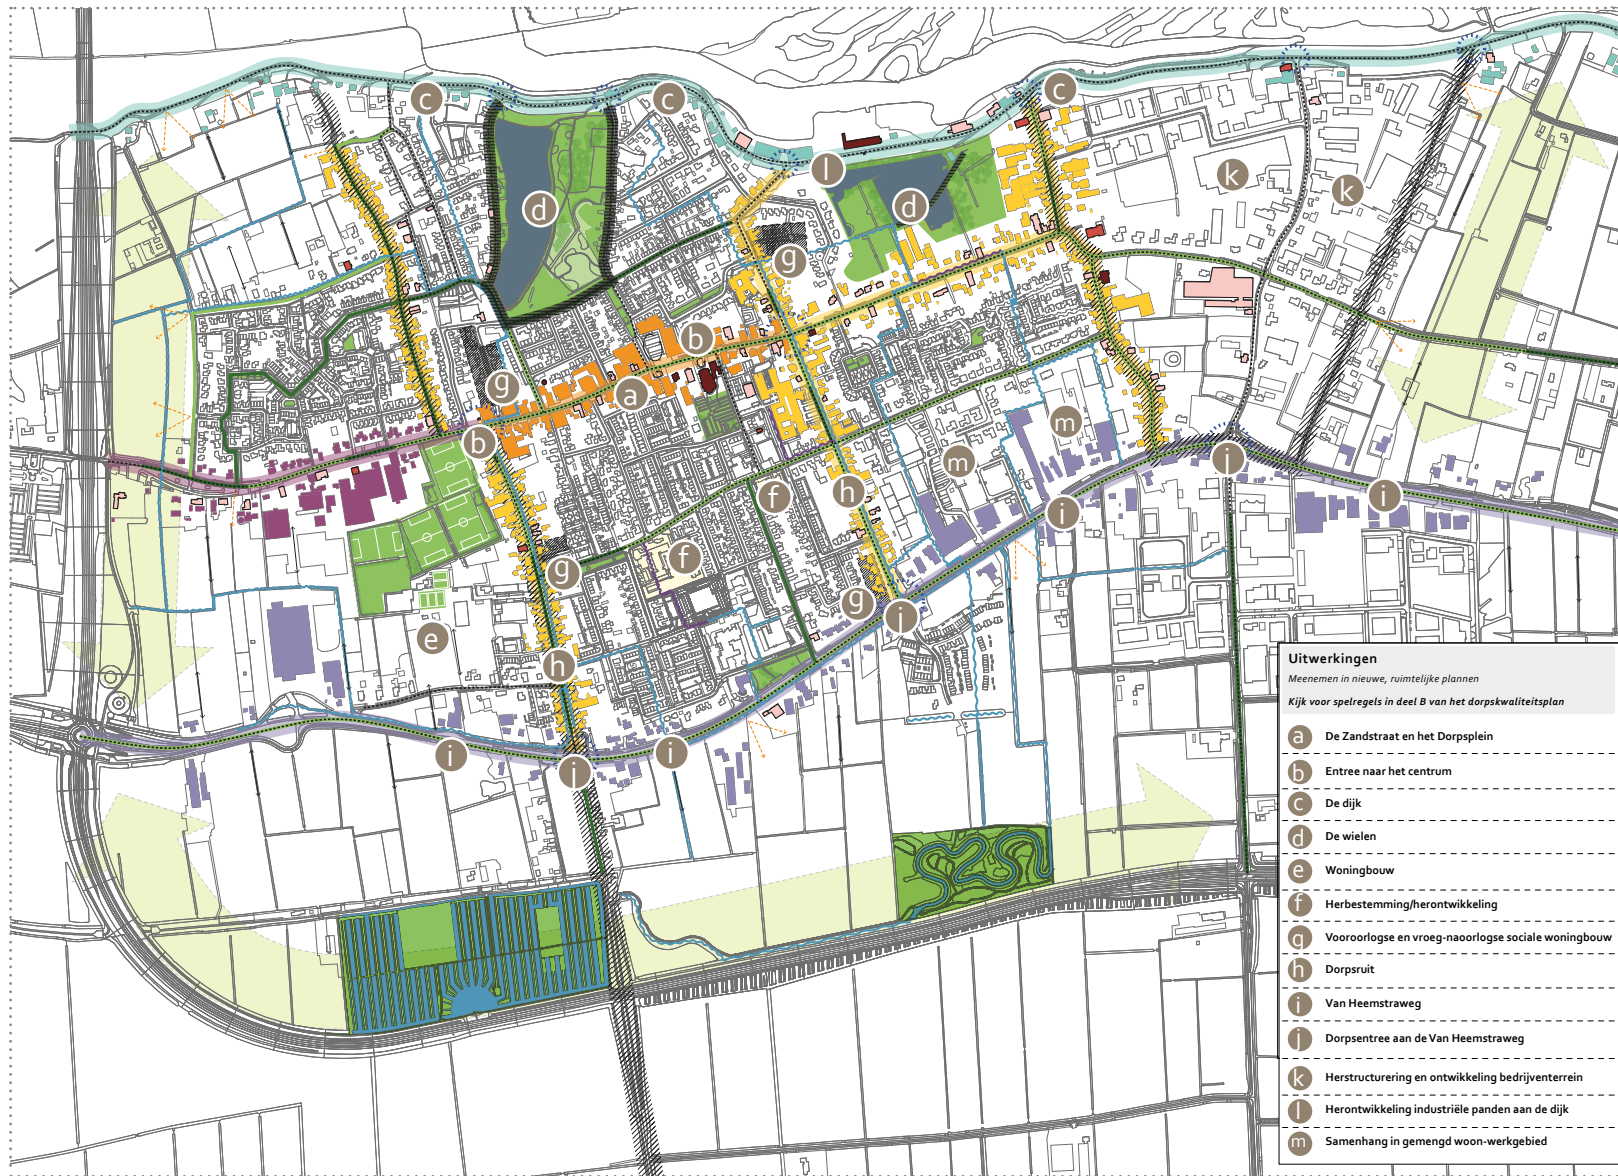 c
c
c
k
k
l
d
d
g
b
g
a
b
m
m
h
f
j
i
i
f
g
g
j
e
h
i
i
j
Uitwerkingen
Meenemen in nieuwe, ruimtelijke plannen
Kijk voor spelregels in deel B van het dorpskwaliteitsplan
a De Zandstraat en het Dorpsplein
b Entree naar het centrum
c De dijk
d De wielen
e Woningbouw
f Herbestemming/herontwikkeling
g Vooroorlogse en vroeg-naoorlogse sociale woningbouw
h Dorpsruit
i Van Heemstraweg
j Dorpsentree aan de Van Heemstraweg
k Herstructurering en ontwikkeling bedrijventerrein
l Herontwikkeling industriële panden aan de dijk
m Samenhang in gemengd woon-werkgebied